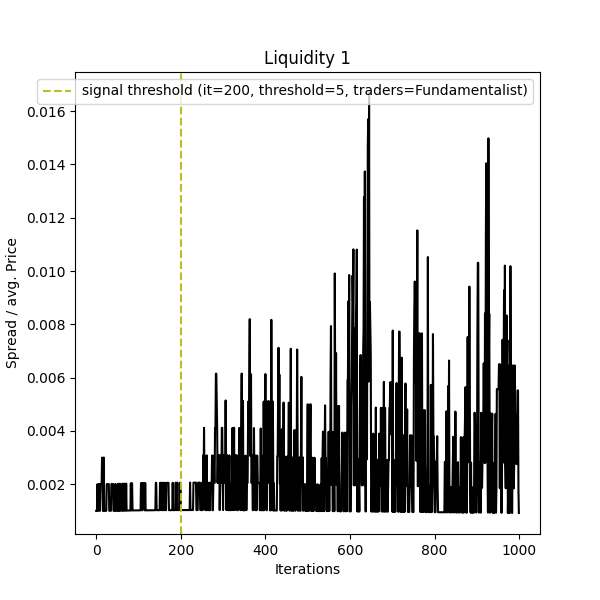 Liquidity 1
signal threshold (it=200, threshold=5, traders=Fundamentalist)
0.016
0.014
0.012
0.010
0.008
0.006
0.004
0.002
Spread / avg. Price
0 200 400 600 800 1000
Iterations